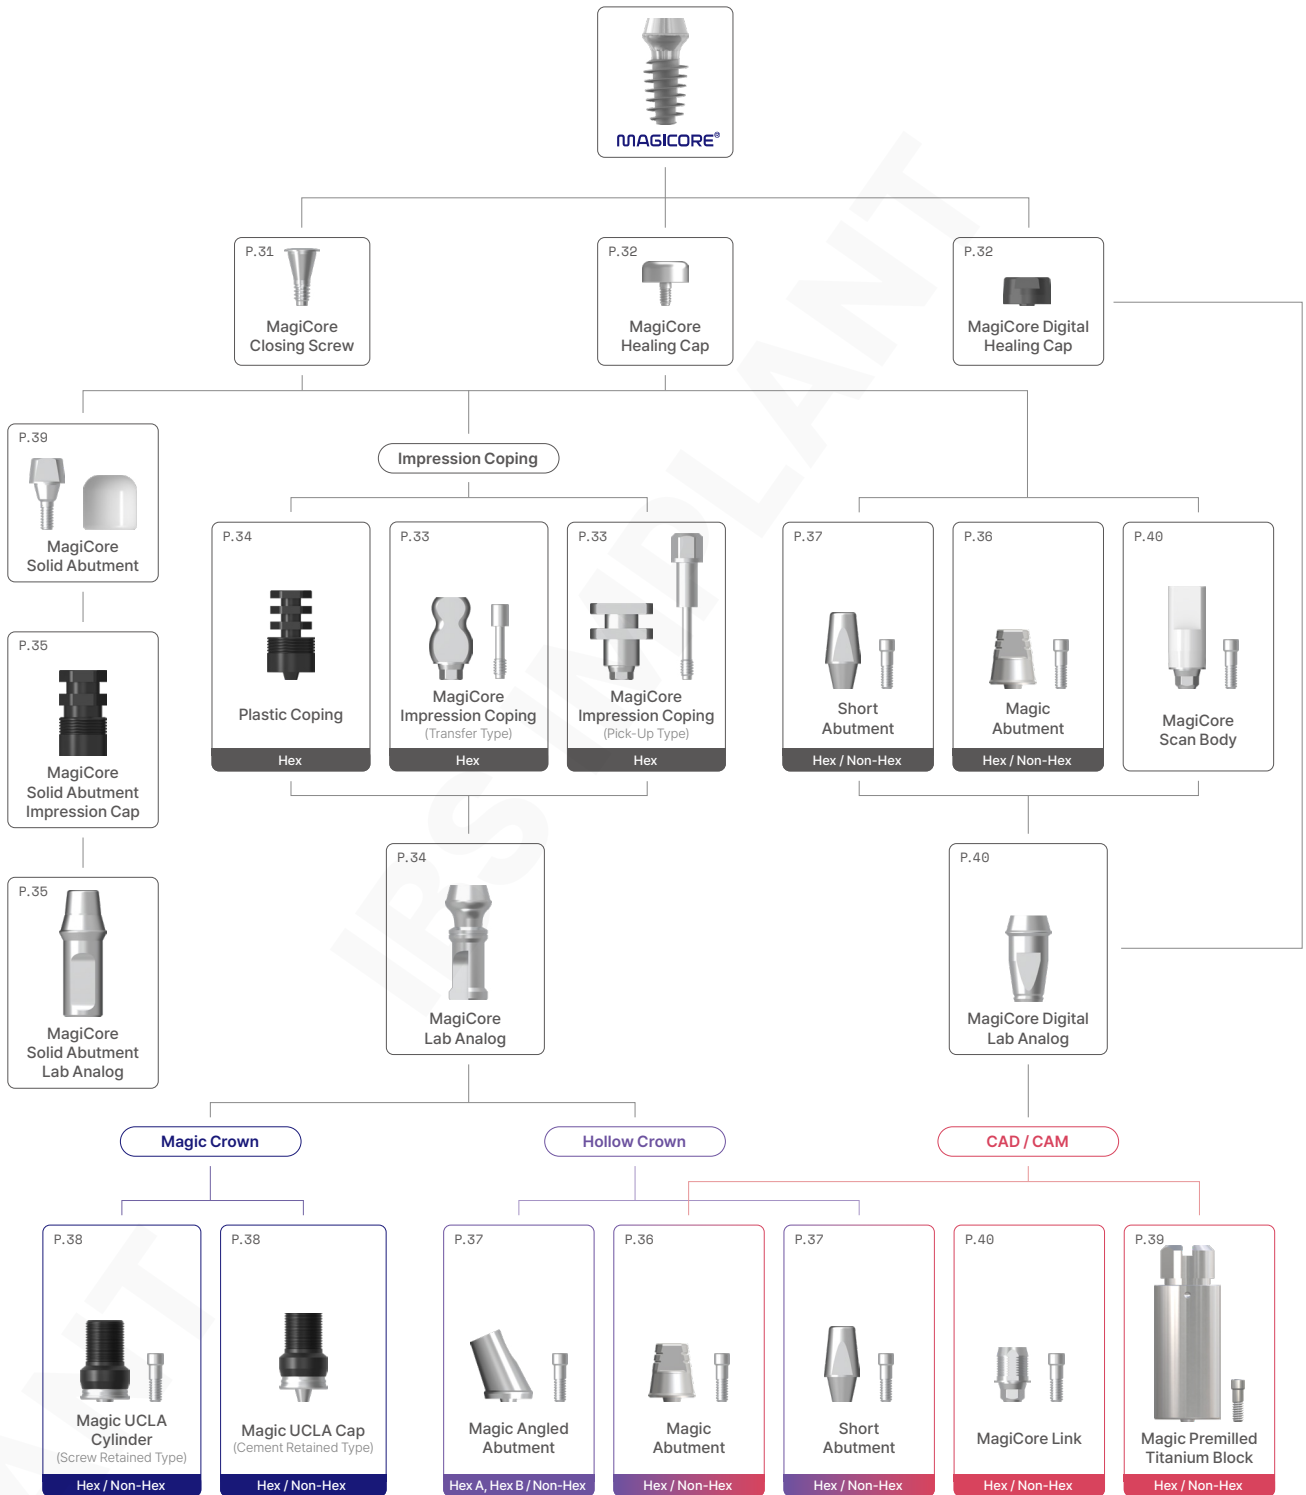 MAGICORE®
P.31
MagiCore
Closing Screw
P.32
MagiCore
Healing Cap
P.32
MagiCore Digital
Healing Cap
P.39
MagiCore
Solid Abutment
Impression Coping
P.34
Plastic Coping
Hex
P.33
MagiCore
Impression Coping
(Transfer Type)
Hex
P.33
MagiCore
Impression Coping
(Pick-Up Type)
Hex
P.37
Short
Abutment
Hex / Non-Hex
P.36
Magic
Abutment
Hex / Non-Hex
P.40
MagiCore
Scan Body
P.35
MagiCore
Solid Abutment
Impression Cap
P.35
MagiCore
Solid Abutment
Lab Analog
P.34
MagiCore
Lab Analog
P.40
MagiCore Digital
Lab Analog
Magic Crown
Hollow Crown
CAD / CAM
P.38
Magic UCLA
Cylinder
(Screw Retained Type)
Hex / Non-Hex
P.38
Magic UCLA Cap
(Cement Retained Type)
Hex / Non-Hex
P.37
Magic Angled
Abutment
Hex A, Hex B / Non-Hex
P.36
Magic
Abutment
Hex / Non-Hex
P.37
Short
Abutment
Hex / Non-Hex
P.40
MagiCore Link
Hex / Non-Hex
P.39
Magic Premilled
Titanium Block
Hex / Non-Hex
IBS IMPLANT
ANT